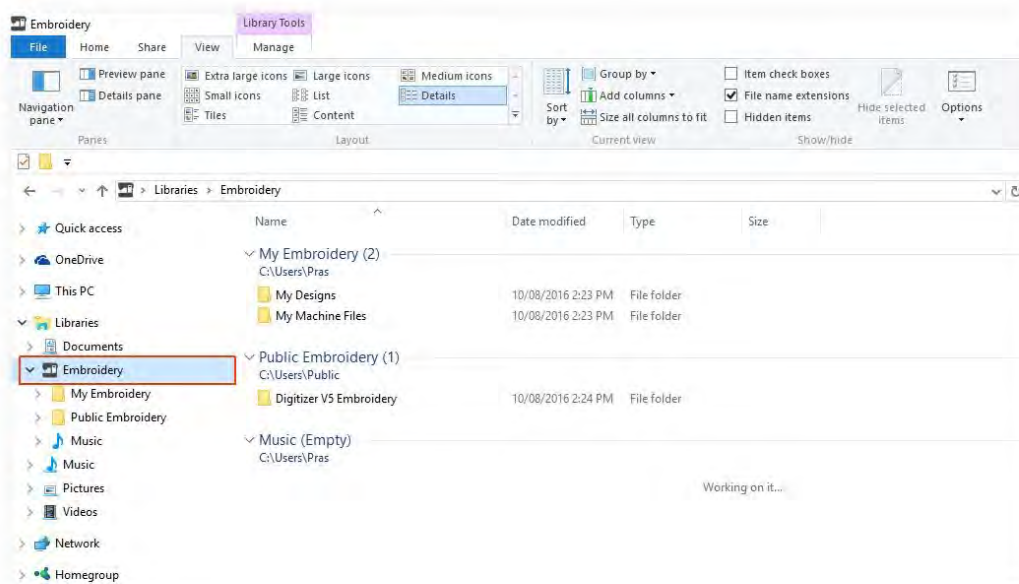 Embroidery
Library Tools
File Home Share View Manage
Preview pane Extra large icons Large icons Medium icons Group by Item check boxes
Details pane Small icons List Details Add columns File name extensions
Navigation pane Tiles Content Sort by Size all columns to fit Hidden items Hide selected items Options
Panes Layout Current view Show/hide
Libraries > Embroidery
Name Date modified Type Size
Quick access
OneDrive
This PC
Libraries
Documents
Embroidery
My Embroidery
Public Embroidery
Music
Music
Pictures
Videos
Network
Homegroup
My Embroidery (2)
C:\Users\Pras
My Designs 10/08/2016 2:23 PM File folder
My Machine Files 10/08/2016 2:23 PM File folder
Public Embroidery (1)
C:\Users\Public
Digitizer V5 Embroidery 10/08/2016 2:24 PM File folder
Music (Empty)
C:\Users\Pras
Working on it...